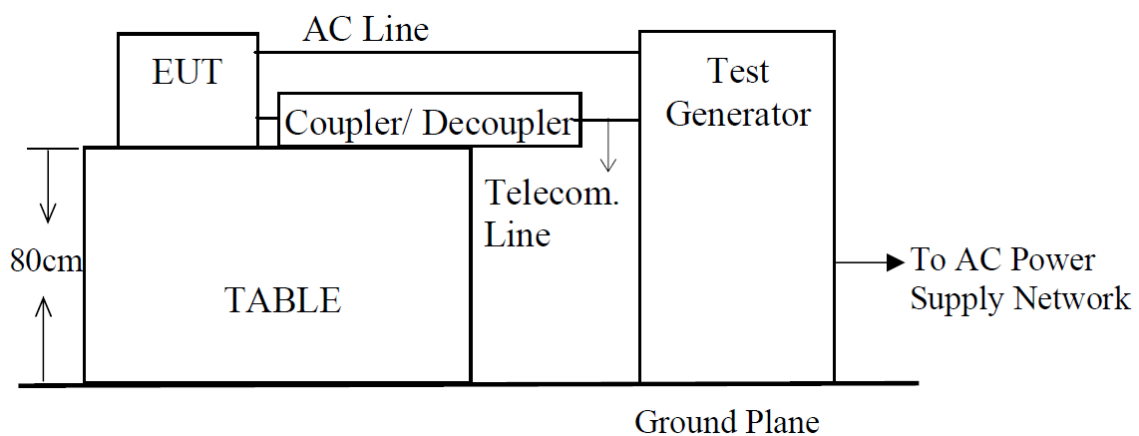 AC Line
EUT
Test
Generator
Coupler/ Decoupler
Telecom.
Line
80cm
TABLE
To AC Power
Supply Network
Ground Plane